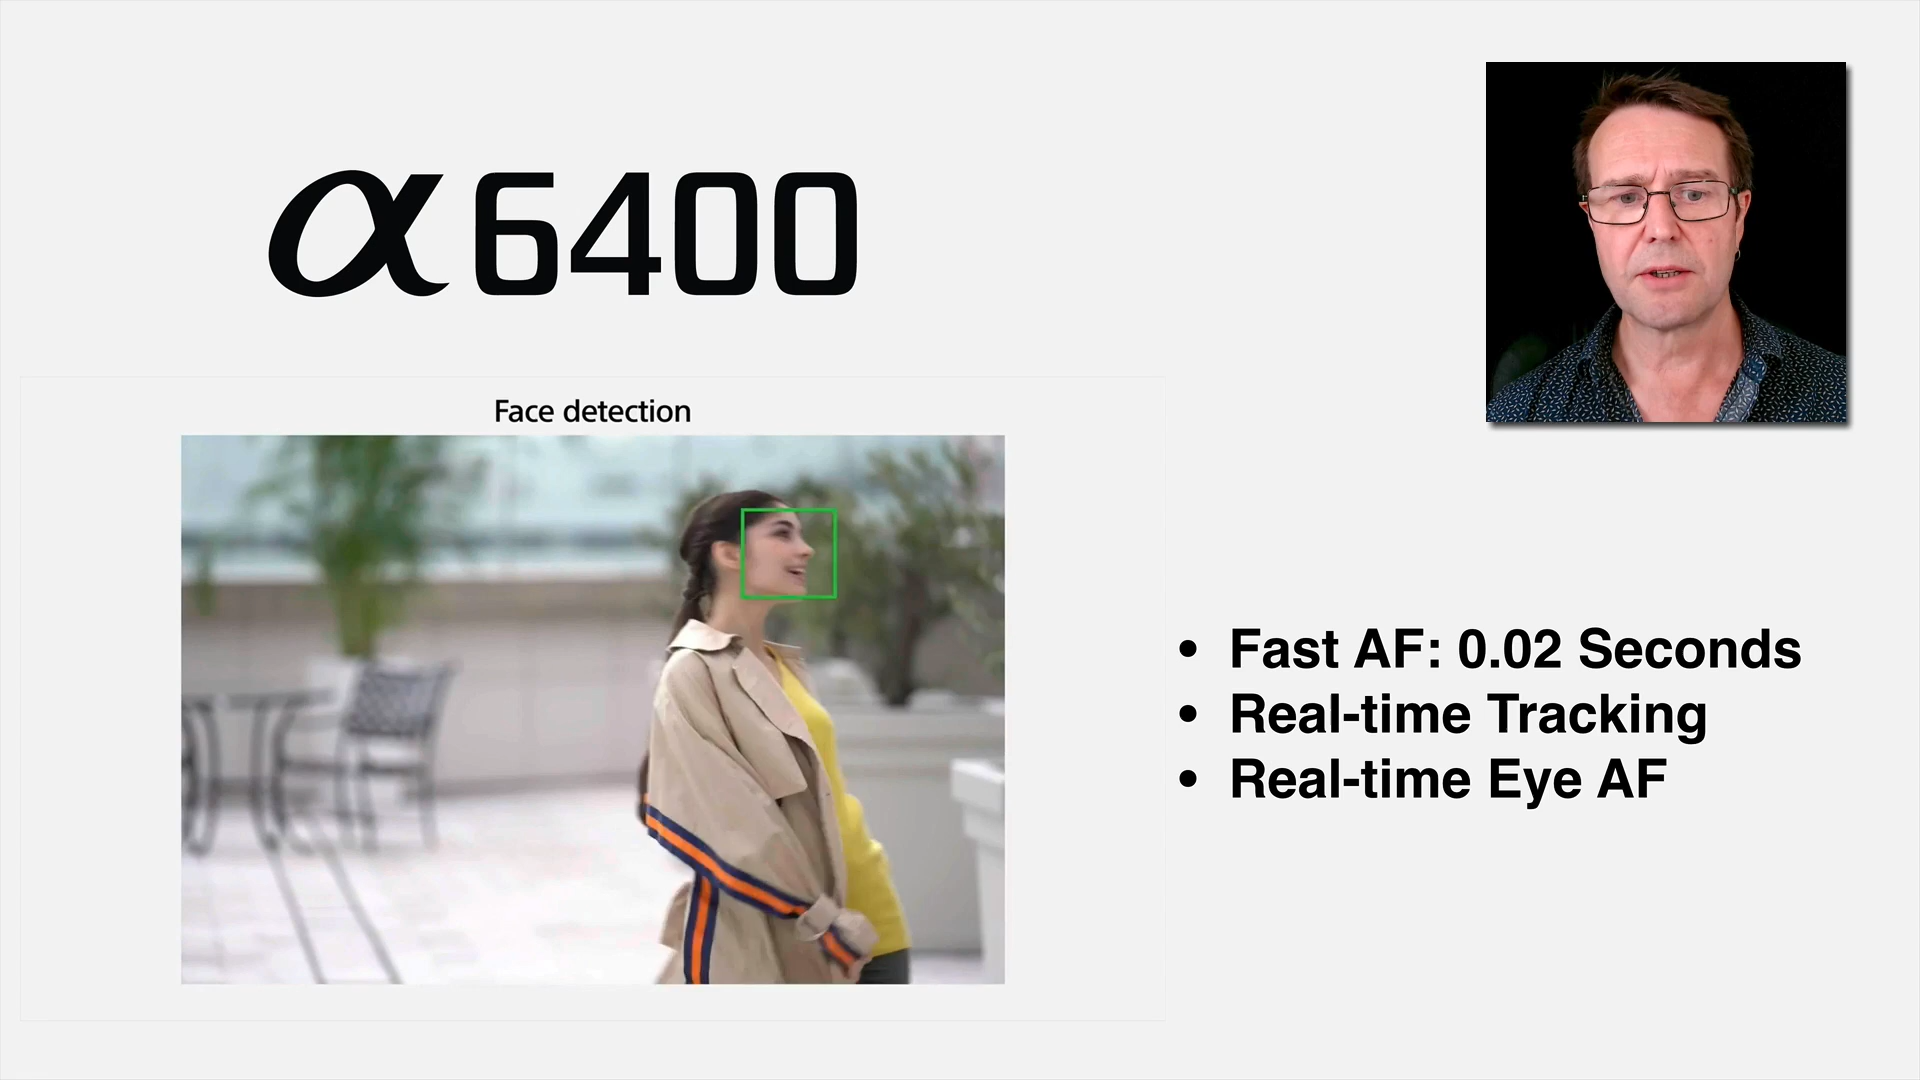 α6400
Face detection
• Fast AF: 0.02 Seconds
• Real-time Tracking
• Real-time Eye AF